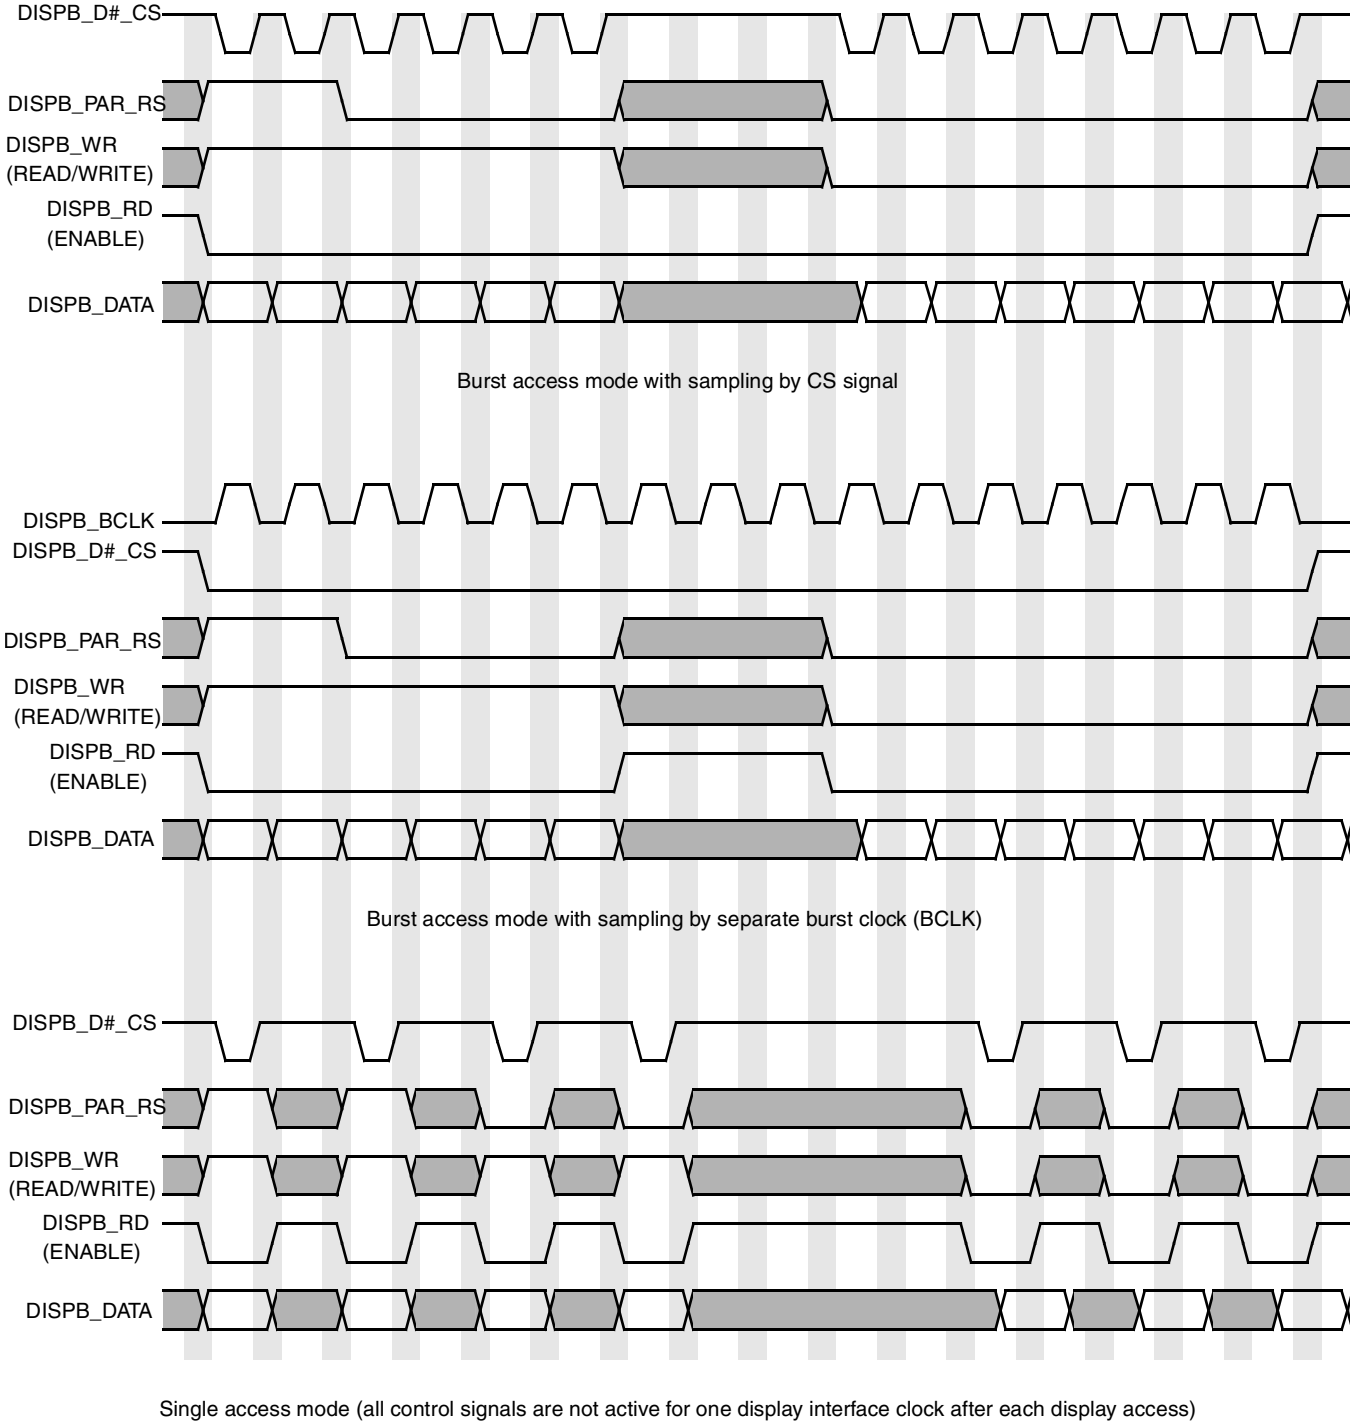 DISPB_D#_CS
DISPB_PAR_RS
DISPB_WR
(READ/WRITE)
DISPB_RD
(ENABLE)
DISPB_DATA
Burst access mode with sampling by CS signal
DISPB_BCLK
DISPB_D#_CS
DISPB_PAR_RS
DISPB_WR
(READ/WRITE)
DISPB_RD
(ENABLE)
DISPB_DATA
Burst access mode with sampling by separate burst clock (BCLK)
DISPB_D#_CS
DISPB_PAR_RS
DISPB_WR
(READ/WRITE)
DISPB_RD
(ENABLE)
DISPB_DATA
Single access mode (all control signals are not active for one display interface clock after each display access)